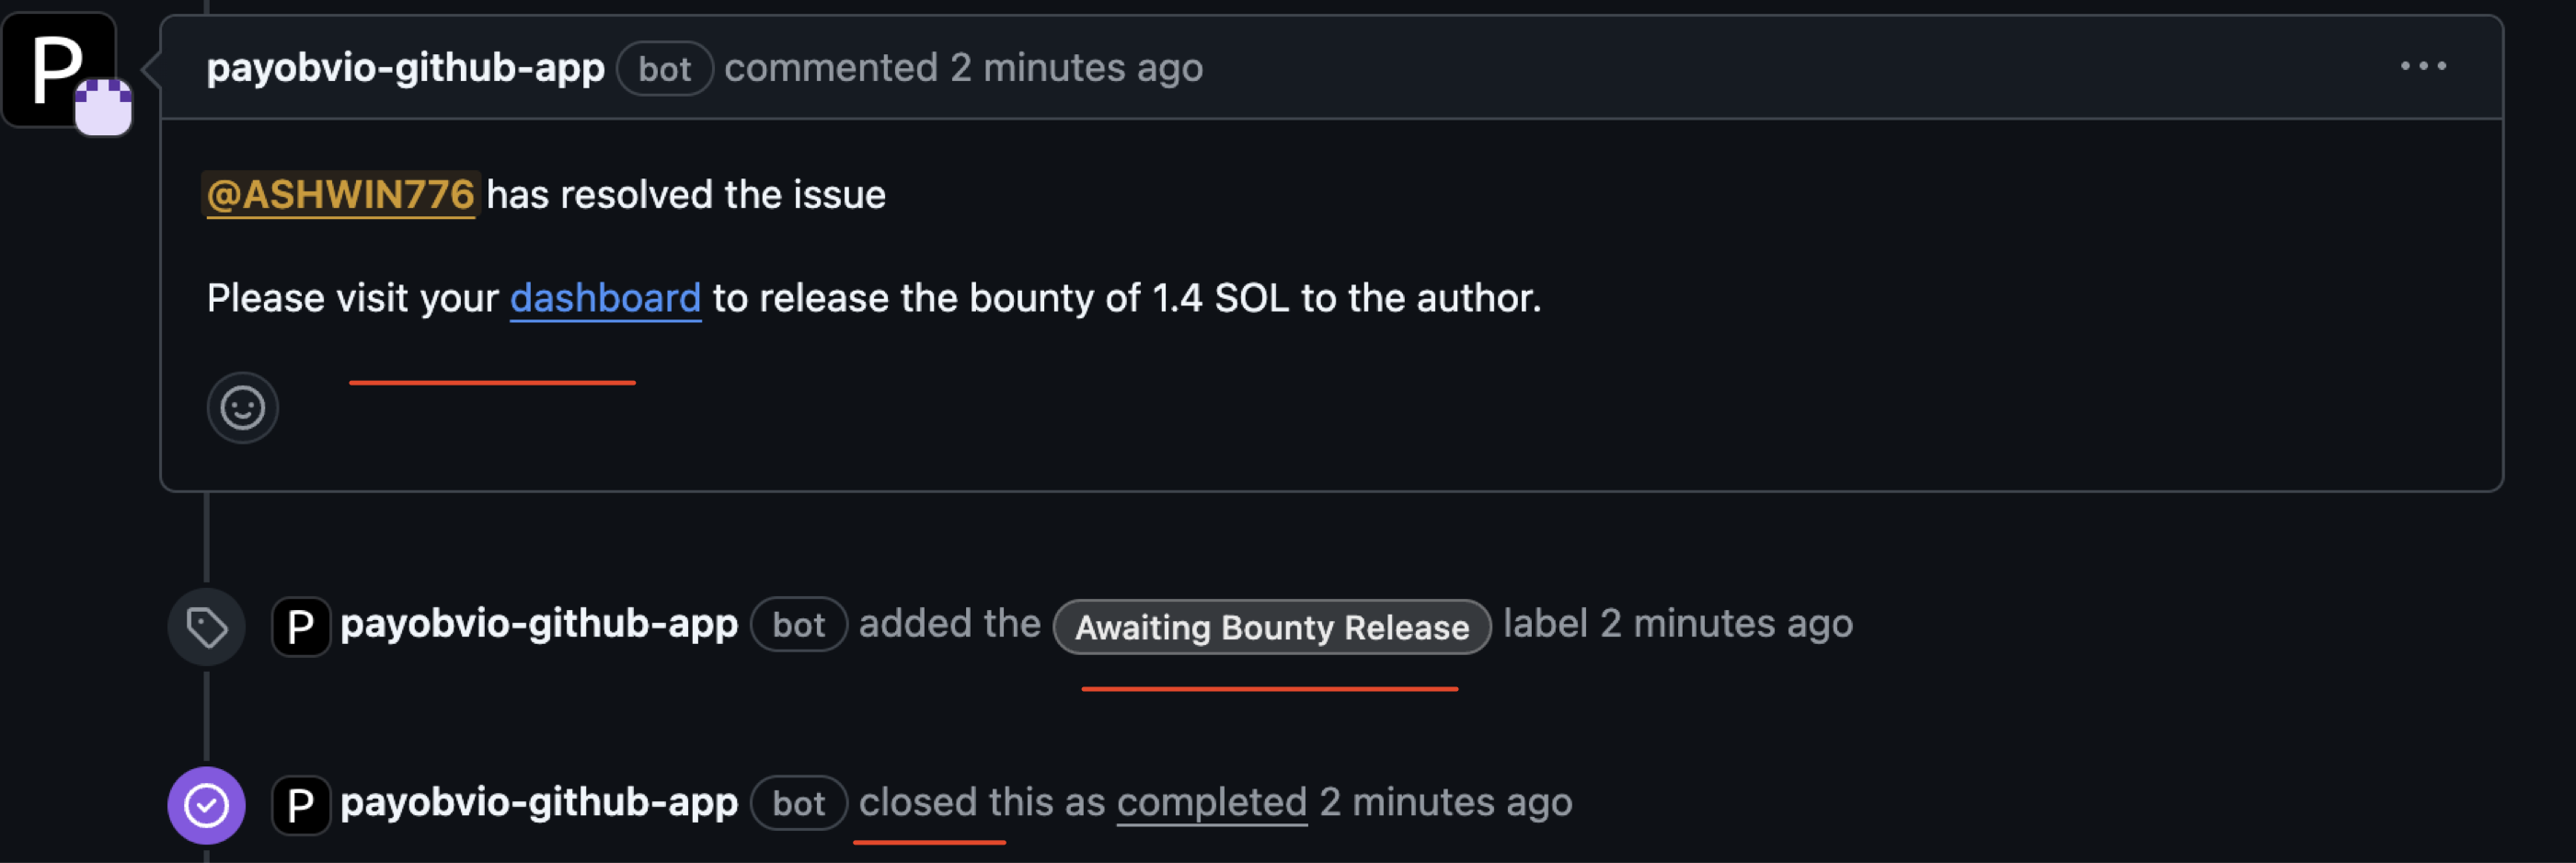 P
payobvio-github-app bot commented 2 minutes ago
@ASHWIN776 has resolved the issue
Please visit your dashboard to release the bounty of 1.4 SOL to the author.
P payobvio-github-app bot added the Awaiting Bounty Release label 2 minutes ago
P payobvio-github-app bot closed this as completed 2 minutes ago